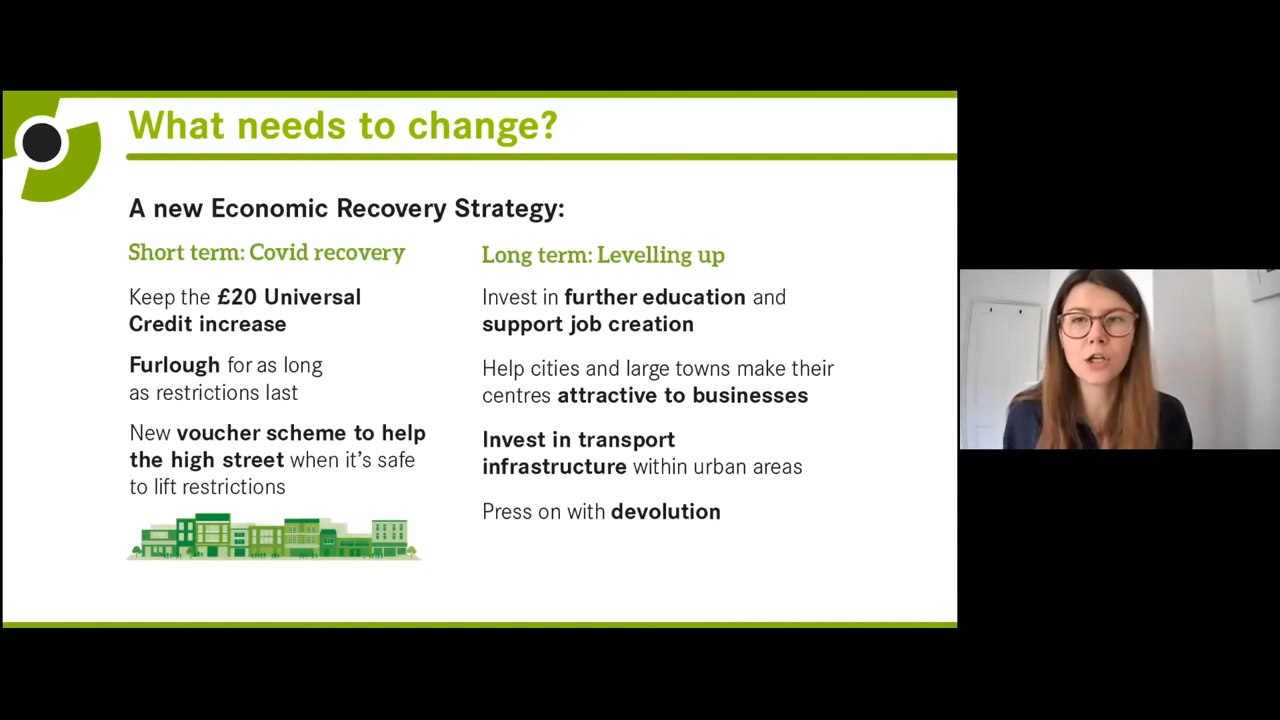 What needs to change?
A new Economic Recovery Strategy:
Short term: Covid recovery
Keep the £20 Universal
Credit increase
Furlough for as long
as restrictions last
New voucher scheme to help
the high street when it's safe
to lift restrictions
Long term: Levelling up
Invest in further education and
support job creation
Help cities and large towns make their
centres attractive to businesses
Invest in transport
infrastructure within urban areas
Press on with devolution